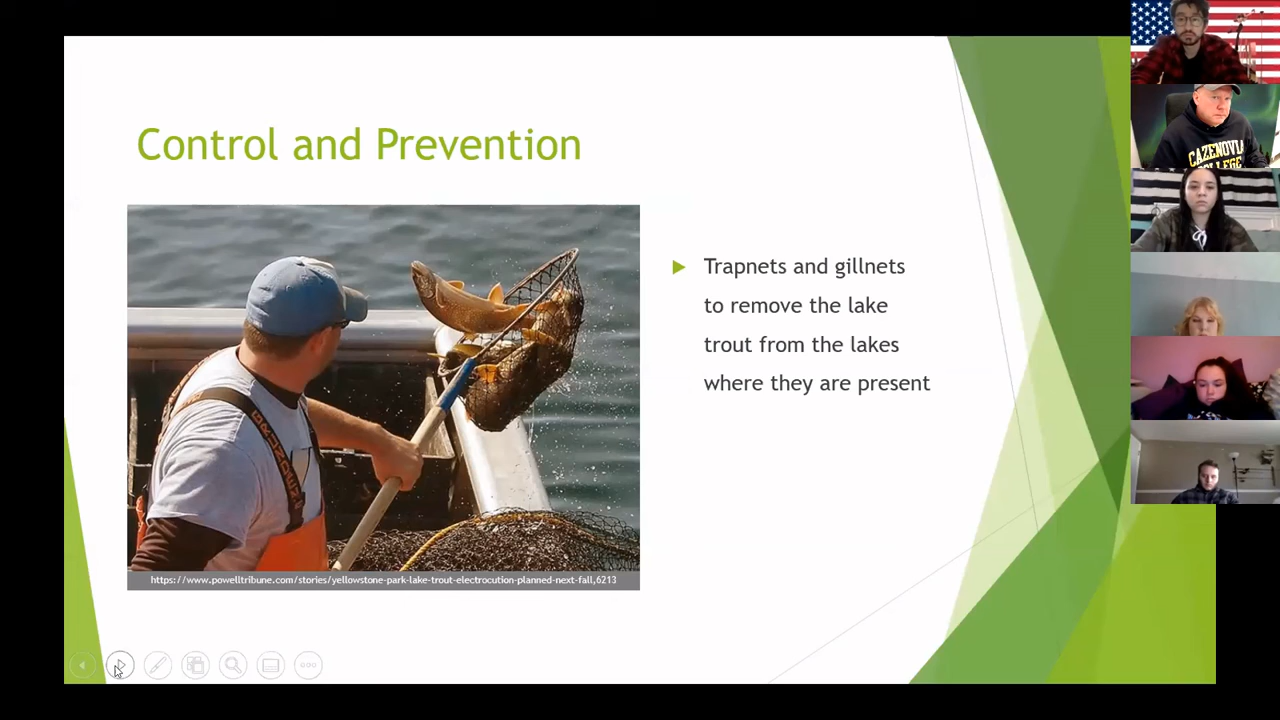 Control and Prevention
Trapnets and gillnets
to remove the lake
trout from the lakes
where they are present
https://www.powelltribune.com/stories/yellowstone-park-lake-trout-electrocution-planned-next-fall,6213
CAZENOVIA
COLLEGE